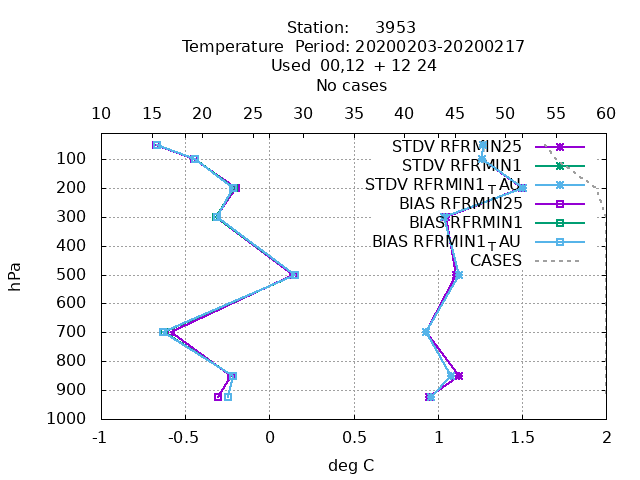 Station: 3953
Temperature Period: 20200203-20200217
Used 00,12 + 12 24
No cases
10 15 20 25 30 35 40 45 50 55 60
STDV RFRMIN25
100
STDV RFRMIN1
200
STDV RFRMIN1TAU
BIAS RFRMIN25
300
BIAS RFRMIN1
400
BIAS RFRMIN1TAU
CASES
500
600
700
800
900
1000
hPa
-1 -0.5 0 0.5 1 1.5 2
deg C